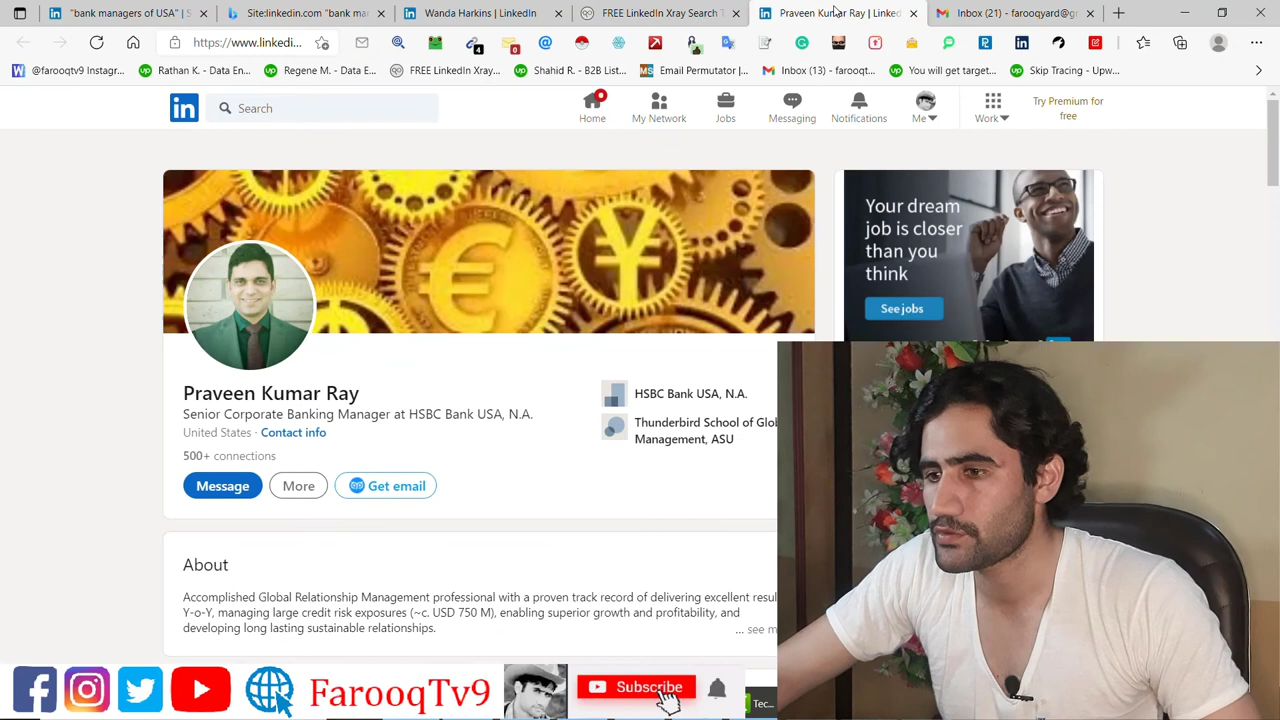 "bank managers of USA" | S
Site:linkedin.com "bank ma
Wanda Harkins | LinkedIn
FREE LinkedIn Xray Search T
Praveen Kumar Ray | Linked
Inbox (21) - farooqyard@gr
https://www.linkedi...
@farooqtv9 Instagr...
Rathan K. - Data En...
Regene M. - Data E...
FREE LinkedIn Xray...
Shahid R. - B2B List...
Email Permutator |...
Inbox (13) - farooqt...
You will get target...
Skip Tracing - Upw...
Search
Home
My Network
Jobs
Messaging
Notifications
Me
Work
Try Premium for
free
Your dream
job is closer
than you
think
See jobs
Praveen Kumar Ray
Senior Corporate Banking Manager at HSBC Bank USA, N.A.
United States · Contact info
500+ connections
HSBC Bank USA, N.A.
Thunderbird School of Glob
Management, ASU
Message
More
Get email
About
Accomplished Global Relationship Management professional with a proven track record of delivering excellent resul
Y-o-Y, managing large credit risk exposures (~c. USD 750 M), enabling superior growth and profitability, and
developing long lasting sustainable relationships.
... see m
FarooqTv9
Subscribe
Tec...